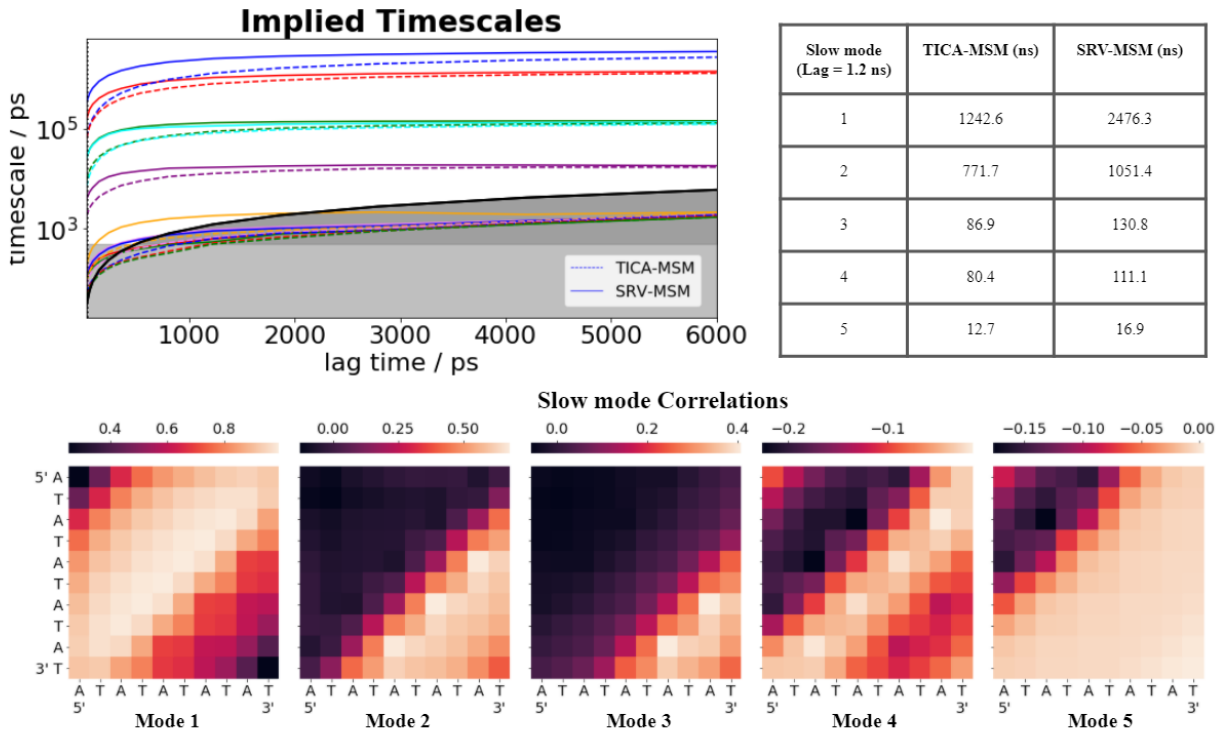 Implied Timescales
timescale / ps
10^5
10^3
TICA-MSM
SRV-MSM
1000 2000 3000 4000 5000 6000
lag time / ps
Slow mode (Lag = 1.2 ns) TICA-MSM (ns) SRV-MSM (ns)
1 1242.6 2476.3
2 771.7 1051.4
3 86.9 130.8
4 80.4 111.1
5 12.7 16.9
Slow mode Correlations
0.4 0.6 0.8
0.00 0.25 0.50
0.0 0.2 0.4
−0.2 −0.1
−0.15 −0.10 −0.05 0.00
5' A
T
A
T
A
T
A
T
A
3' T
A T A T A T A T A T
5' 3'
Mode 1
A T A T A T A T A T
5' 3'
Mode 2
A T A T A T A T A T
5' 3'
Mode 3
A T A T A T A T A T
5' 3'
Mode 4
A T A T A T A T A T
5' 3'
Mode 5